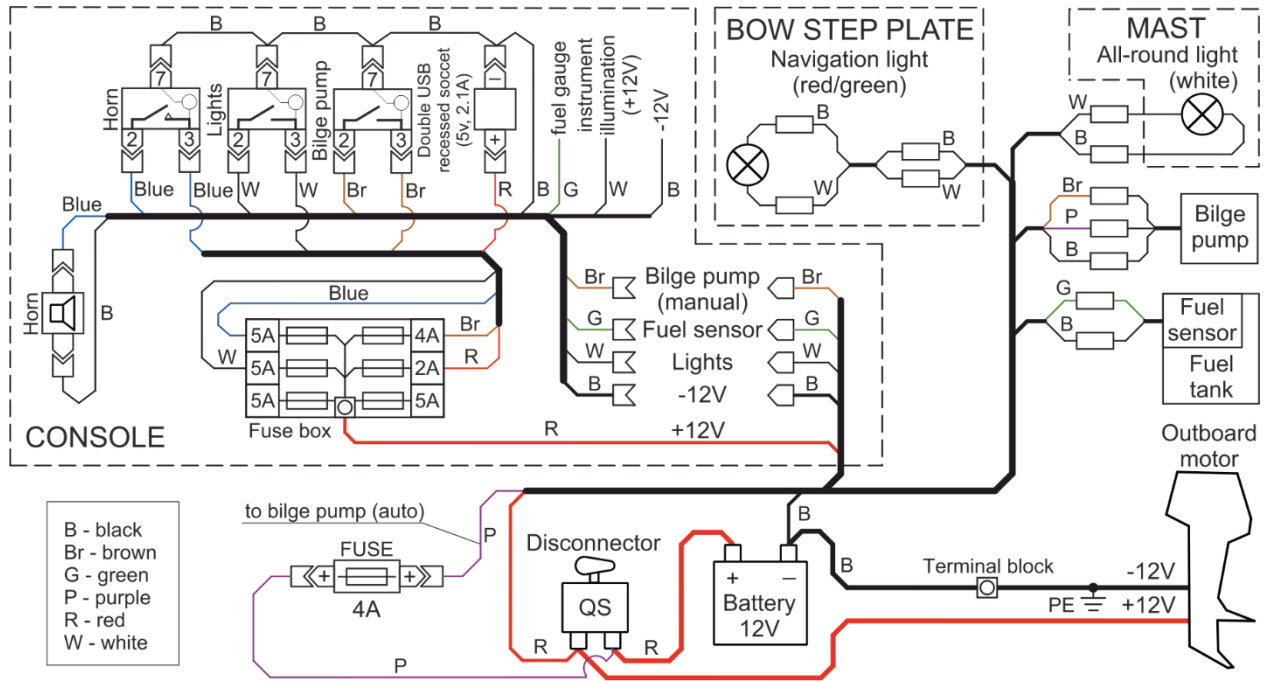 B
B
B
7
7
7
–
Horn
Lights
Bilge pump
Double USB
recessed soccet
(5v, 2.1A)
+
2
3
2
3
2
3
fuel gauge
instrument
illumination
(+12V)
-12V
Blue
Blue
W
W
Br
Br
R
B
G
W
B
Blue
Horn
B
Blue
W
5A
5A
5A
4A
2A
5A
Br
R
Fuse box
CONSOLE
Br
Bilge pump
(manual)
Br
G
Fuel sensor
G
W
Lights
W
B
-12V
B
R
+12V
BOW STEP PLATE
Navigation light
(red/green)
B
W
B
W
MAST
All-round light
(white)
W
B
Br
P
B
Bilge
pump
G
B
Fuel
sensor
Fuel
tank
Outboard
motor
B - black
Br - brown
G - green
P - purple
R - red
W - white
to bilge pump (auto)
P
FUSE
+
+
4A
P
Disconnector
QS
R
R
B
+
–
Battery
12V
B
Terminal block
PE
-12V
+12V